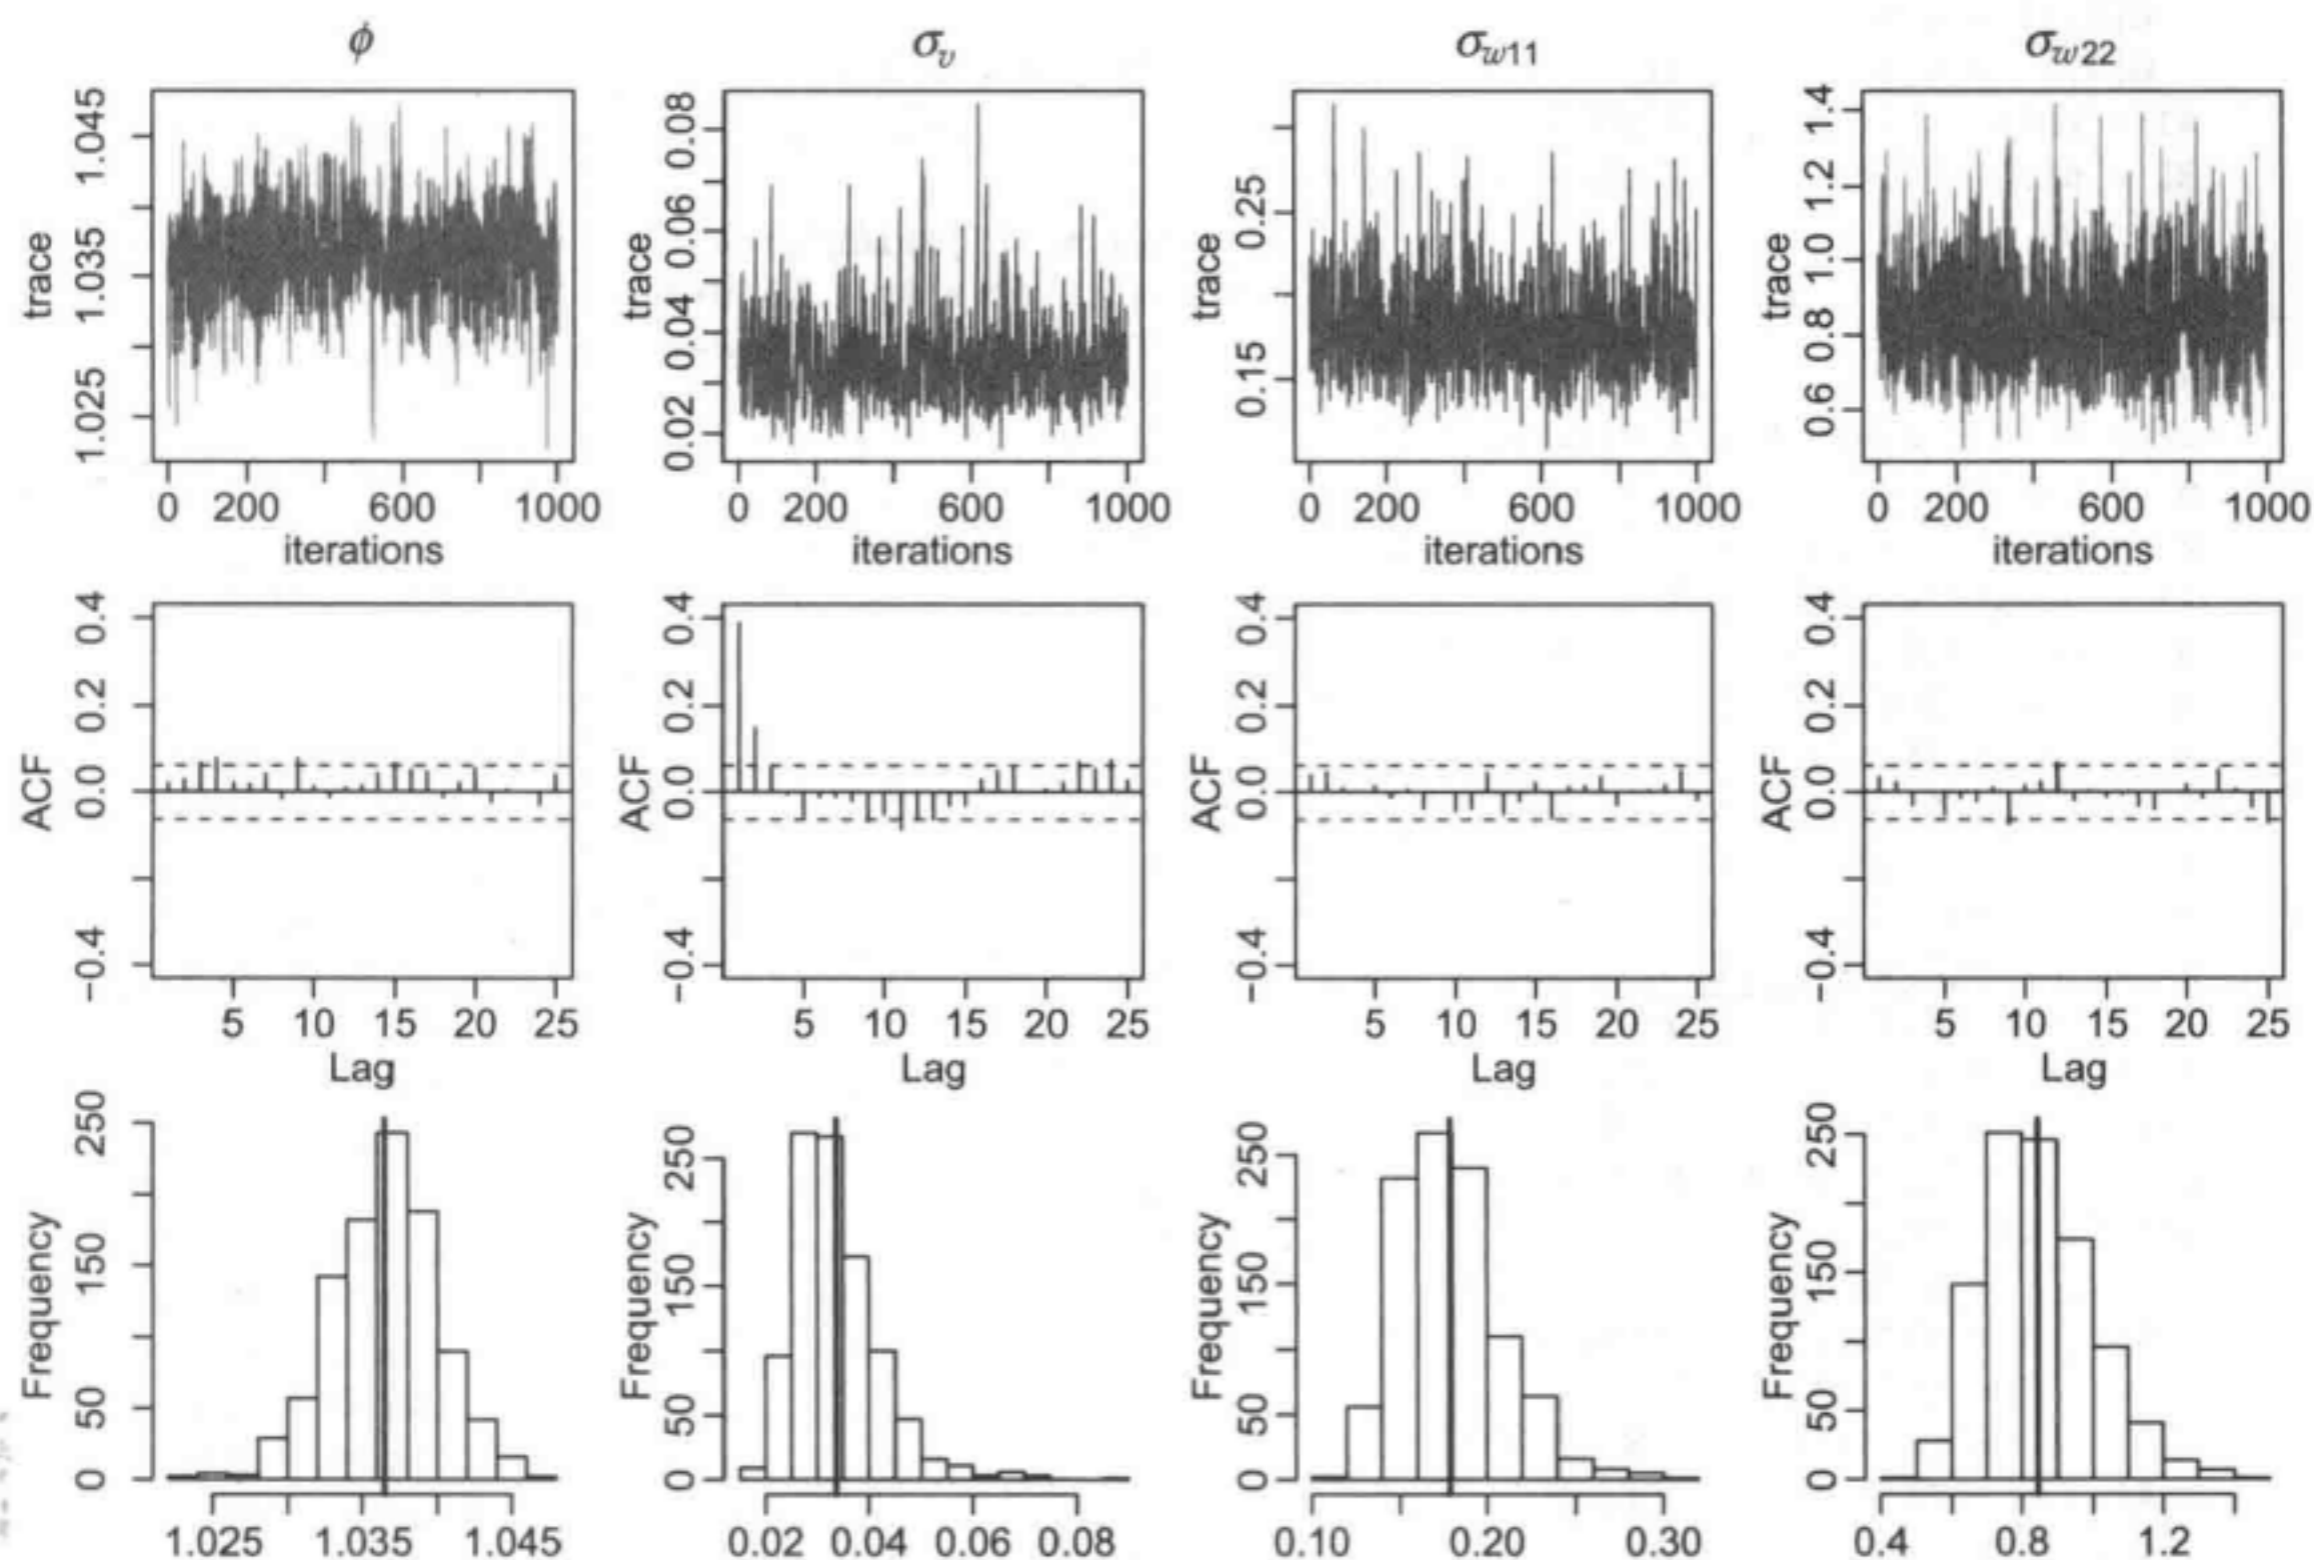 ϕ σv σw11 σw22
trace 1.025 1.035 1.045
trace 0.02 0.04 0.06 0.08
trace 0.15 0.25
trace 0.6 0.8 1.0 1.2 1.4
0 200 600 1000 0 200 600 1000 0 200 600 1000 0 200 600 1000
iterations iterations iterations iterations
ACF −0.4 0.0 0.2 0.4
ACF −0.4 0.0 0.2 0.4
ACF −0.4 0.0 0.2 0.4
ACF −0.4 0.0 0.2 0.4
5 10 15 20 25 5 10 15 20 25 5 10 15 20 25 5 10 15 20 25
Lag Lag Lag Lag
Frequency 0 50 150 250
Frequency 0 50 150 250
Frequency 0 50 150 250
Frequency 0 50 150 250
1.025 1.035 1.045 0.02 0.04 0.06 0.08 0.10 0.20 0.30 0.4 0.8 1.2